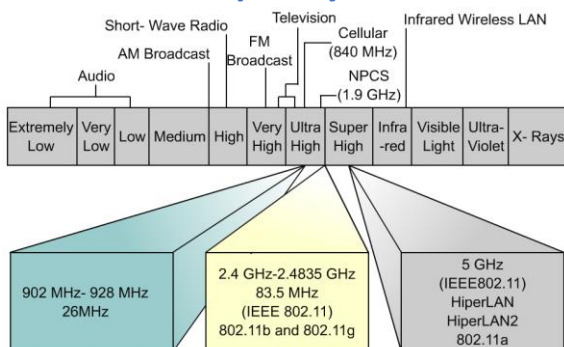 Short- Wave Radio
Television
Infrared Wireless LAN
AM Broadcast
FM
Broadcast
Cellular
(840 MHz)
Audio
NPCS
(1.9 GHz)
Extremely
Low
Very
Low
Low
Medium
High
Very
High
Ultra
High
Super
High
Infra
-red
Visible
Light
Ultra-
Violet
X- Rays
902 MHz- 928 MHz
26MHz
2.4 GHz-2.4835 GHz
83.5 MHz
(IEEE 802.11)
802.11b and 802.11g
5 GHz
(IEEE802.11)
HiperLAN
HiperLAN2
802.11a